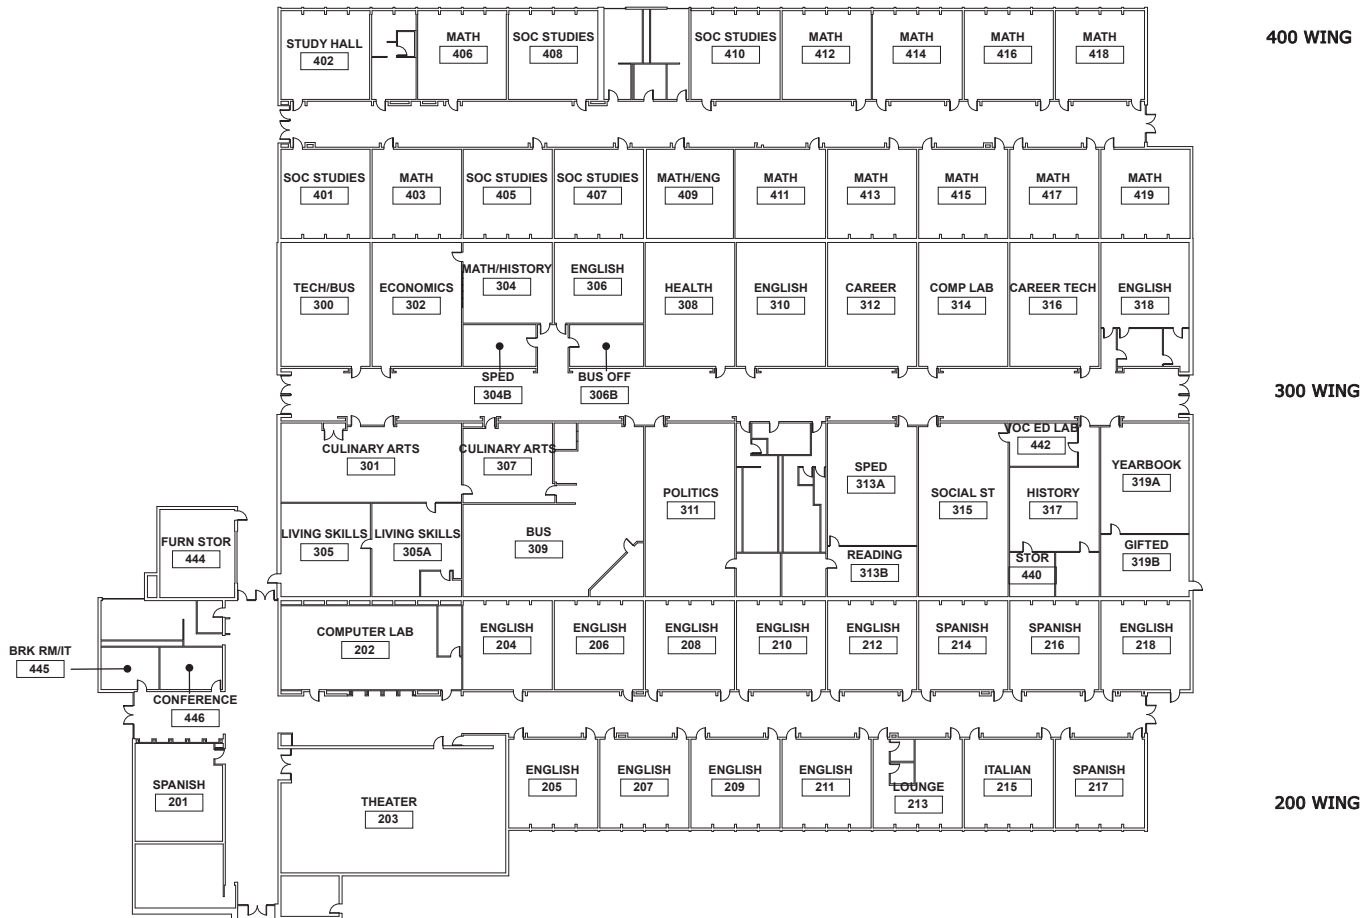 400 WING
STUDY HALL
402
MATH
406
SOC STUDIES
408
SOC STUDIES
410
MATH
412
MATH
414
MATH
416
MATH
418
SOC STUDIES
401
MATH
403
SOC STUDIES
405
SOC STUDIES
407
MATH/ENG
409
MATH
411
MATH
413
MATH
415
MATH
417
MATH
419
TECH/BUS
300
ECONOMICS
302
MATH/HISTORY
304
ENGLISH
306
HEALTH
308
ENGLISH
310
CAREER
312
COMP LAB
314
CAREER TECH
316
ENGLISH
318
SPED
304B
BUS OFF
306B
300 WING
CULINARY ARTS
301
CULINARY ARTS
307
POLITICS
311
SPED
313A
SOCIAL ST
315
VOC ED LAB
442
HISTORY
317
YEARBOOK
319A
FURN STOR
444
LIVING SKILLS
305
LIVING SKILLS
305A
BUS
309
READING
313B
STOR
440
GIFTED
319B
BRK RM/IT
445
CONFERENCE
446
COMPUTER LAB
202
ENGLISH
204
ENGLISH
206
ENGLISH
208
ENGLISH
210
ENGLISH
212
SPANISH
214
SPANISH
216
ENGLISH
218
SPANISH
201
THEATER
203
ENGLISH
205
ENGLISH
207
ENGLISH
209
ENGLISH
211
LOUNGE
213
ITALIAN
215
SPANISH
217
200 WING